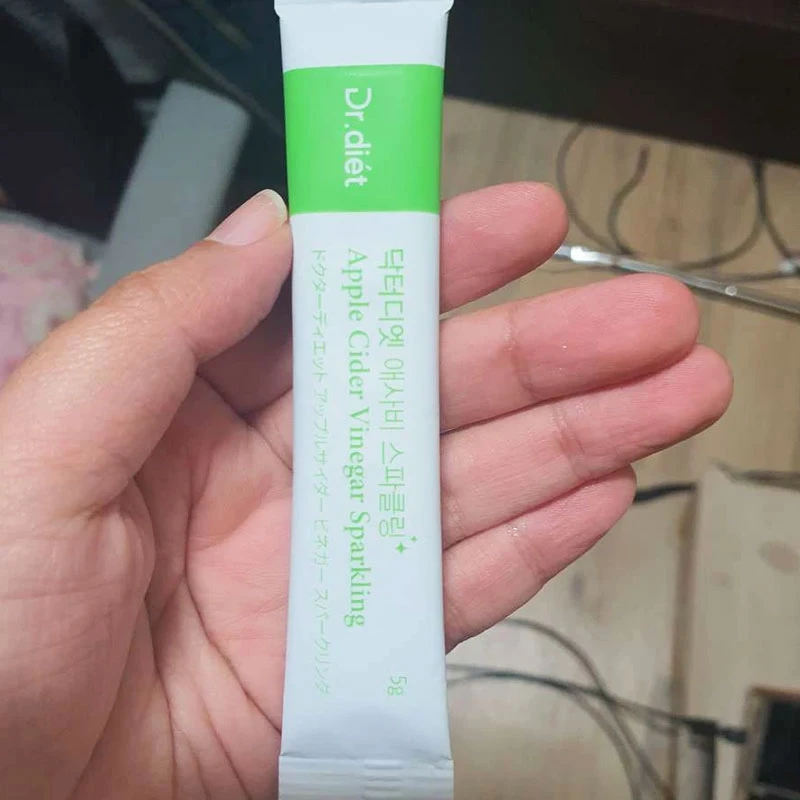 Dr.diét
닥터디엣 애사비 스파클링
Apple Cider Vinegar Sparkling
ドクターディエット アップルサイダー ビネガー スパークリング
5g